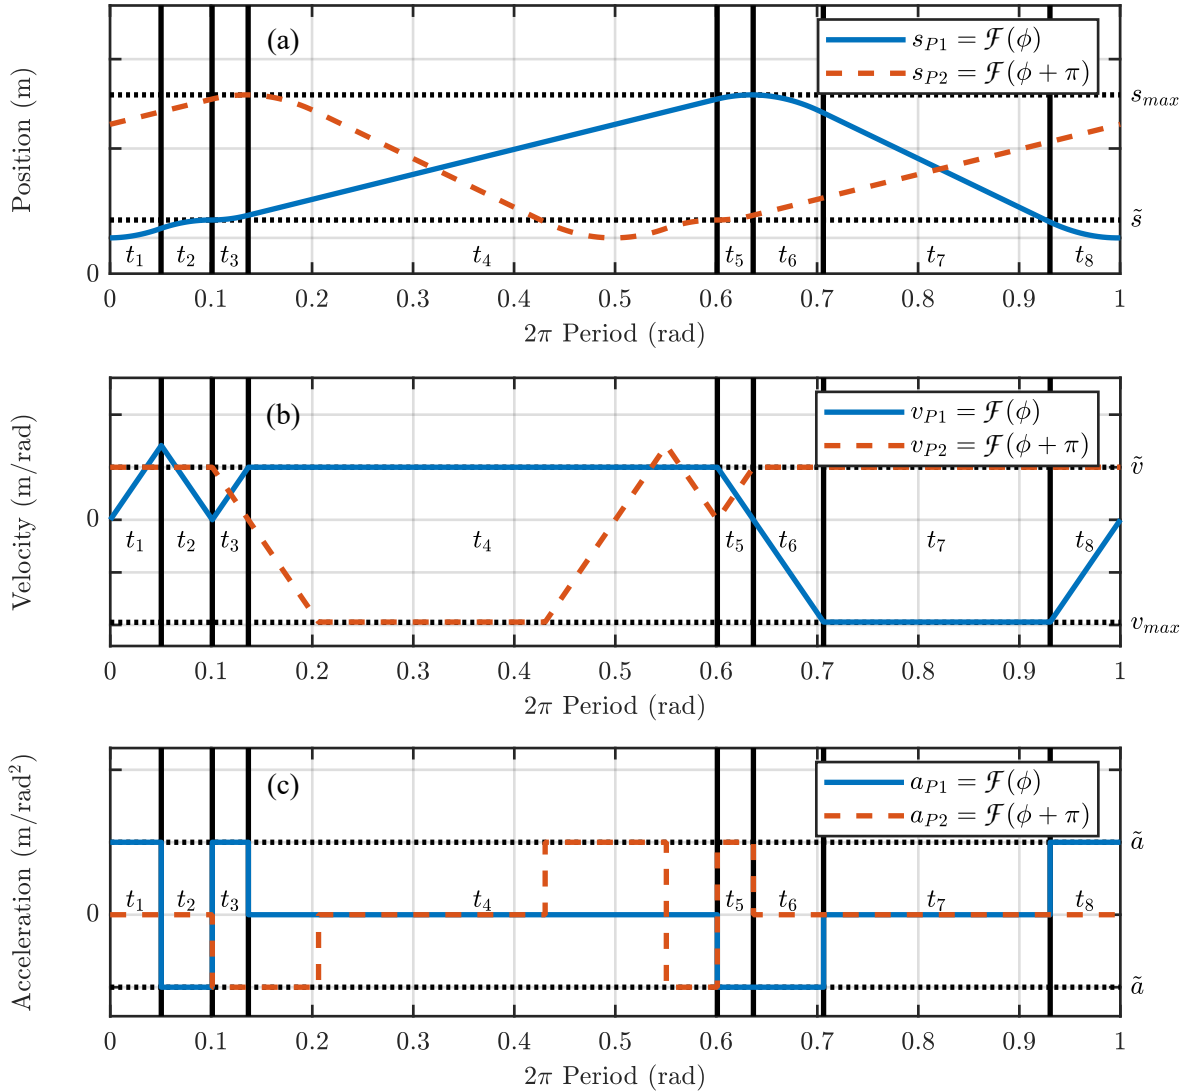 (a)
s_{P1} = \mathcal{F}(\phi)
s_{P2} = \mathcal{F}(\phi + \pi)
Position (m)
s_{max}
\tilde{s}
t_1 t_2 t_3 t_4 t_5 t_6 t_7 t_8
0
0 0.1 0.2 0.3 0.4 0.5 0.6 0.7 0.8 0.9 1
2π Period (rad)
(b)
v_{P1} = \mathcal{F}(\phi)
v_{P2} = \mathcal{F}(\phi + \pi)
Velocity (m/rad)
\tilde{v}
0
t_1 t_2 t_3 t_4 t_5 t_6 t_7 t_8
v_{max}
0 0.1 0.2 0.3 0.4 0.5 0.6 0.7 0.8 0.9 1
2π Period (rad)
(c)
a_{P1} = \mathcal{F}(\phi)
a_{P2} = \mathcal{F}(\phi + \pi)
Acceleration (m/rad²)
\tilde{a}
t_1 t_2 t_3 t_4 t_5 t_6 t_7 t_8
0
\tilde{a}
0 0.1 0.2 0.3 0.4 0.5 0.6 0.7 0.8 0.9 1
2π Period (rad)